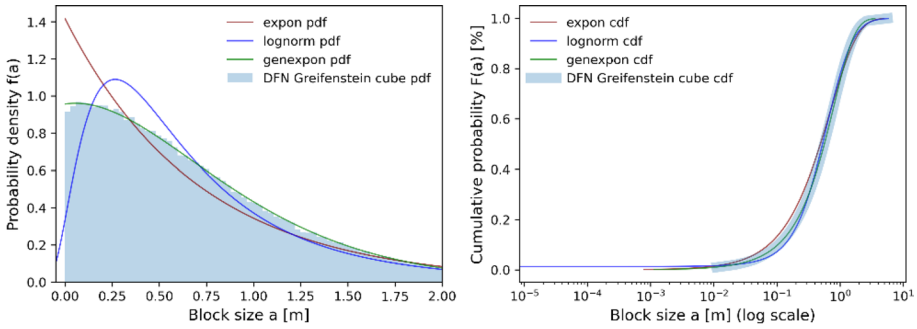 expon pdf
lognorm pdf
genexpon pdf
DFN Greifenstein cube pdf
Probability density f(a)
1.4
1.2
1.0
0.8
0.6
0.4
0.2
0.0
0.00 0.25 0.50 0.75 1.00 1.25 1.50 1.75 2.00
Block size a [m]
expon cdf
lognorm cdf
genexpon cdf
DFN Greifenstein cube cdf
Cumulative probability F(a) [%]
1.0
0.8
0.6
0.4
0.2
0.0
10⁻⁵ 10⁻⁴ 10⁻³ 10⁻² 10⁻¹ 10⁰ 10¹
Block size a [m] (log scale)